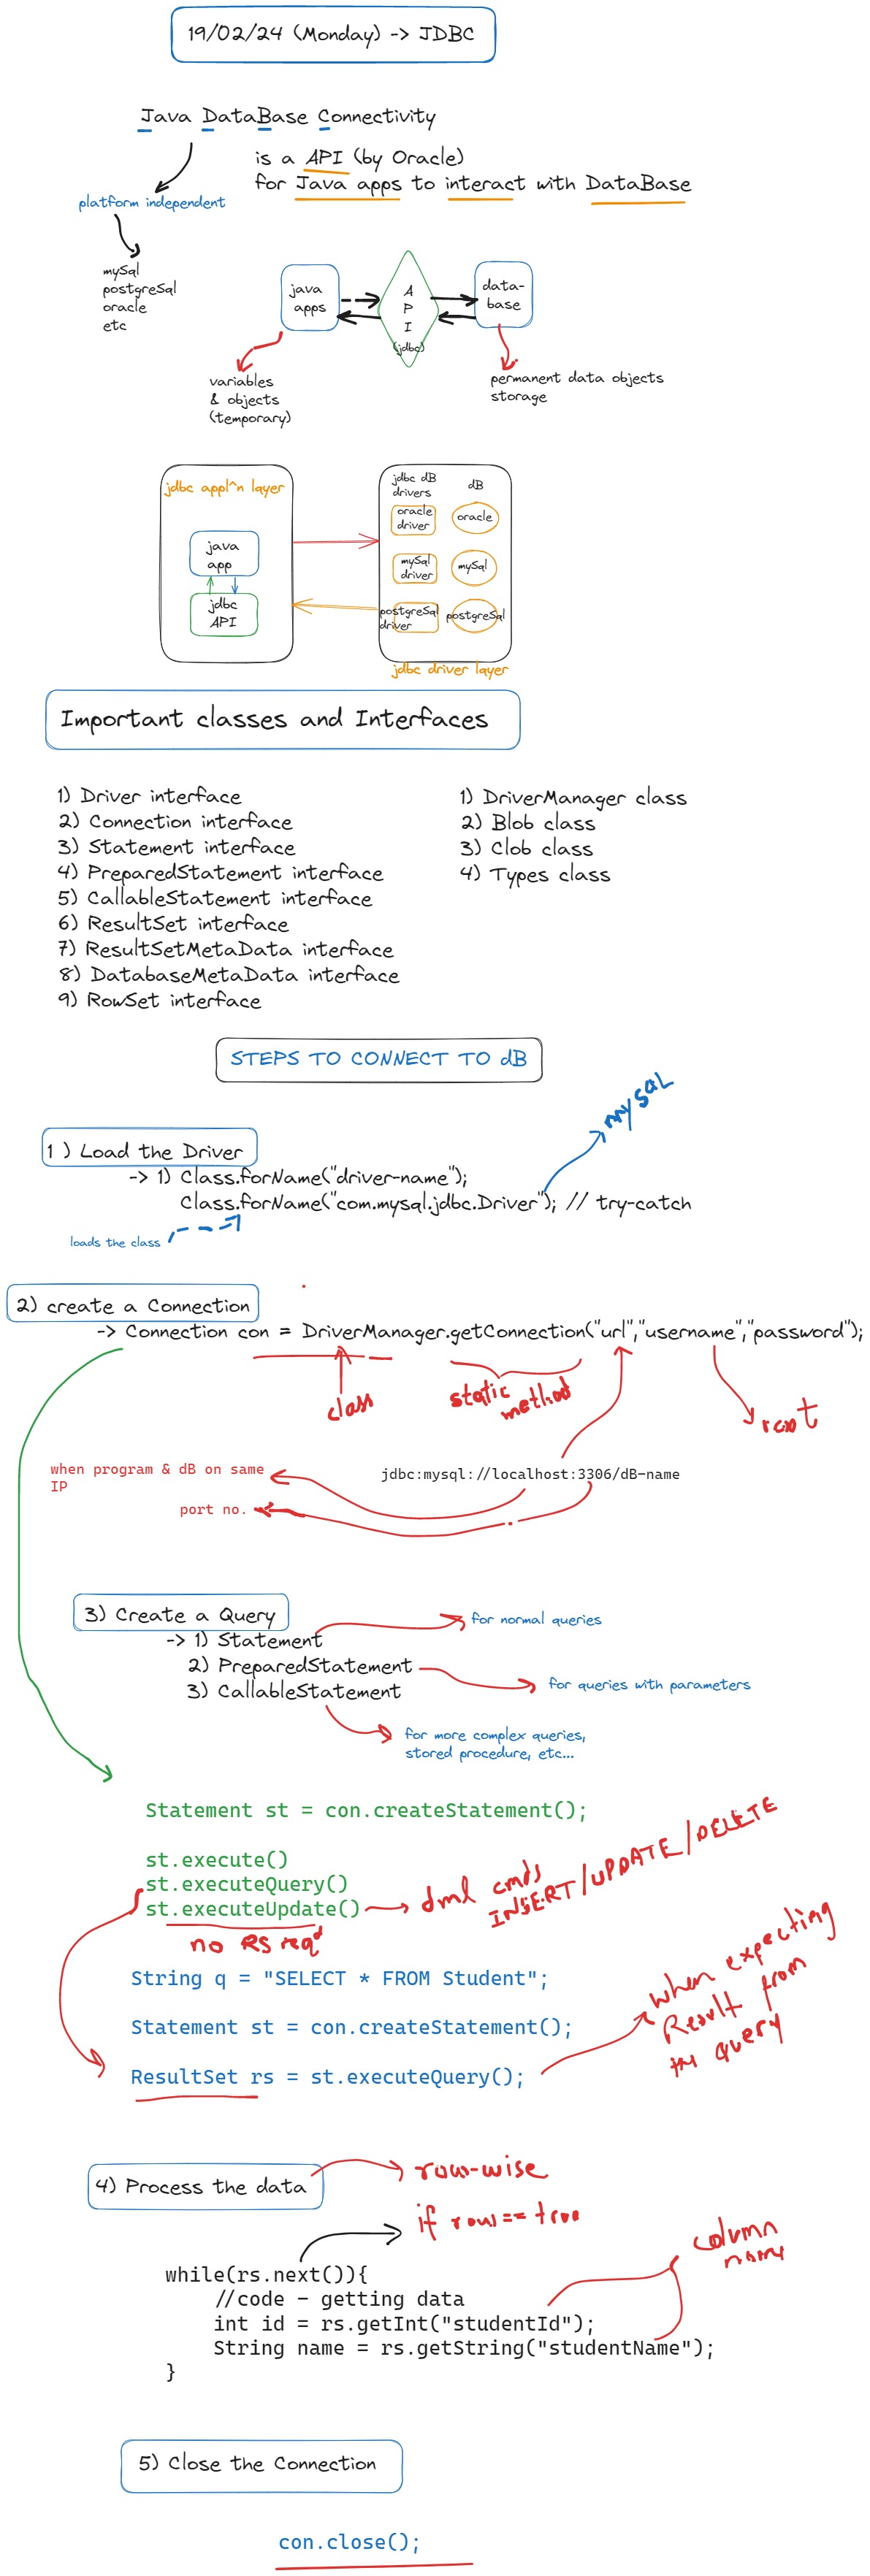 19/02/24 (Monday) -> JDBC
Java DataBase Connectivity
is a API (by Oracle)
for Java apps to interact with DataBase
platform independent
mySql
postgreSql
oracle
etc
java
apps
A
P
I
(jdbc)
data-
base
variables
& objects
(temporary)
permanent data objects
storage
jdbc appl^n layer
java
app
jdbc
API
jdbc dB
drivers
dB
oracle
driver
oracle
mySql
driver
mySql
postgreSql
driver
postgreSql
jdbc driver layer
Important classes and Interfaces
1) Driver interface
2) Connection interface
3) Statement interface
4) PreparedStatement interface
5) CallableStatement interface
6) ResultSet interface
7) ResultSetMetaData interface
8) DatabaseMetaData interface
9) RowSet interface
1) DriverManager class
2) Blob class
3) Clob class
4) Types class
STEPS TO CONNECT TO dB
mysql
1 ) Load the Driver
-> 1) Class.forName("driver-name");
Class.forName("com.mysql.jdbc.Driver"); // try-catch
loads the class
2) create a Connection
-> Connection con = DriverManager.getConnection("url","username","password");
class
static
method
root
jdbc:mysql://localhost:3306/dB-name
when program & dB on same
IP
port no.
3) Create a Query
-> 1) Statement
2) PreparedStatement
3) CallableStatement
for normal queries
for queries with parameters
for more complex queries,
stored procedure, etc...
Statement st = con.createStatement();
st.execute()
st.executeQuery()
st.executeUpdate()
dml cmds
INSERT/UPDATE/DELETE
no RS reqd
String q = "SELECT * FROM Student";
Statement st = con.createStatement();
ResultSet rs = st.executeQuery();
when expecting
Result from
the query
4) Process the data
row-wise
if row == true
column
name
while(rs.next()){
//code - getting data
int id = rs.getInt("studentId");
String name = rs.getString("studentName");
}
5) Close the Connection
con.close();